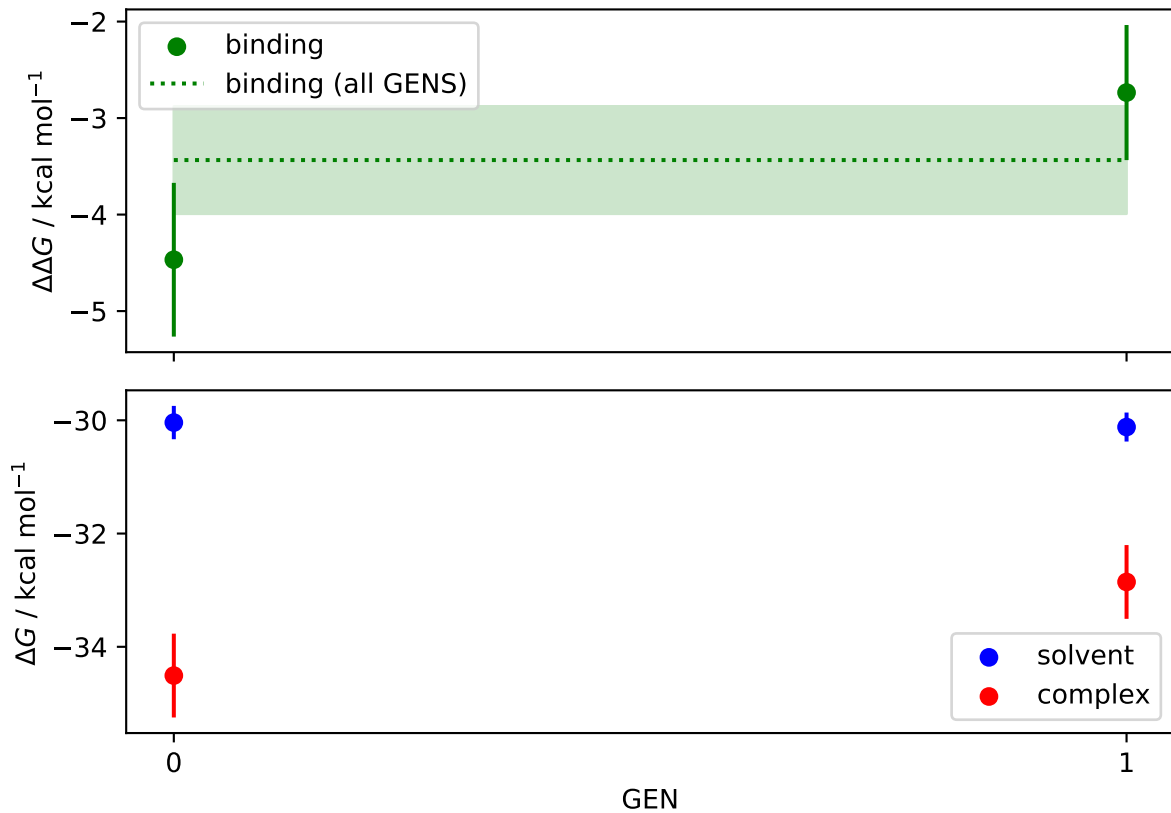 −2
−3
−4
−5
ΔΔG / kcal mol⁻¹
binding
binding (all GENS)
−30
−32
−34
ΔG / kcal mol⁻¹
solvent
complex
0
1
GEN